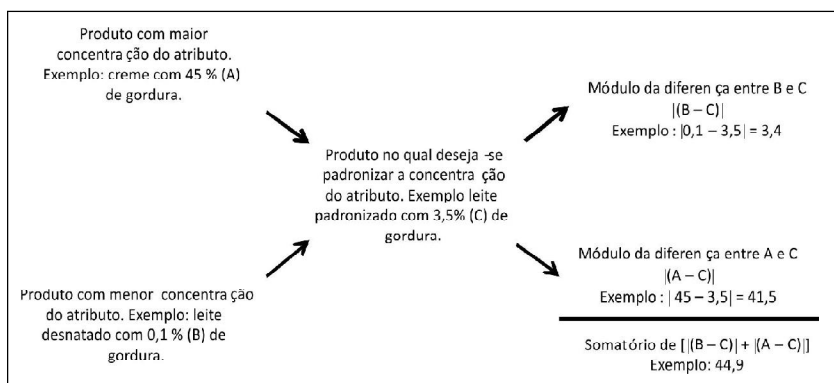 Produto com maior
concentra ção do atributo.
Exemplo: creme com 45 % (A)
de gordura.
Produto com menor concentra ção
do atributo. Exemplo: leite
desnatado com 0,1 % (B) de
gordura.
Produto no qual deseja -se
padronizar a concentra ção
do atributo. Exemplo leite
padronizado com 3,5% (C) de
gordura.
Módulo da diferen ça entre B e C
|(B – C)|
Exemplo : |0,1 – 3,5| = 3,4
Módulo da diferen ça entre A e C
|(A – C)|
Exemplo : | 45 – 3,5| = 41,5
Somatório de [|(B – C)| + |(A – C)|]
Exemplo: 44,9